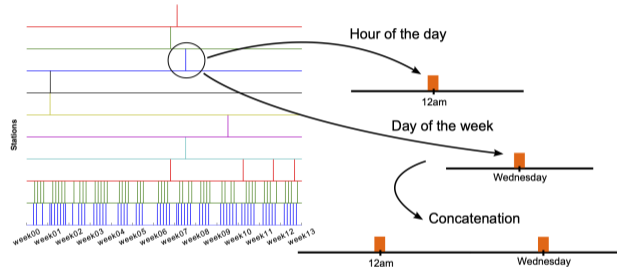 Hour of the day
12am
Day of the week
Wednesday
Stations
Concatenation
week00
week01
week02
week03
week04
week05
week06
week07
week08
week09
week10
week11
week12
week13
12am
Wednesday